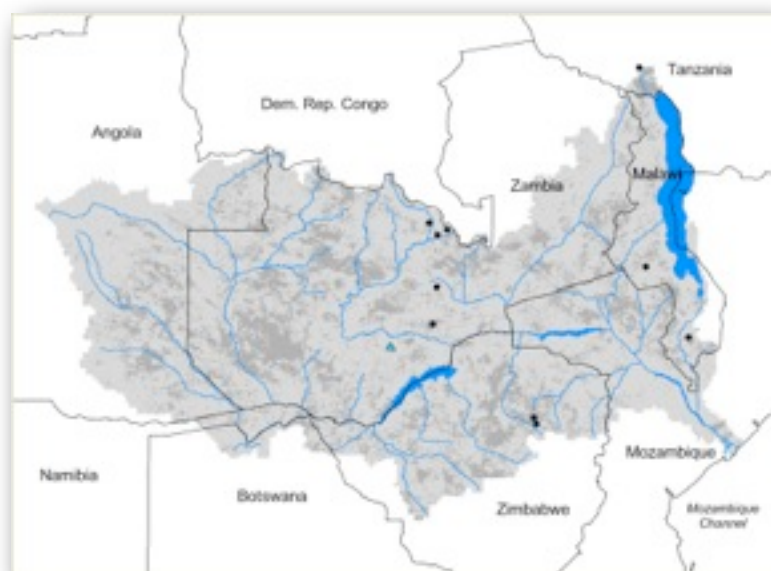 Tanzania
Dem. Rep. Congo
Angola
Zambia
Malawi
Mozambique
Namibia
Botswana
Zimbabwe
Mozambique
Channel